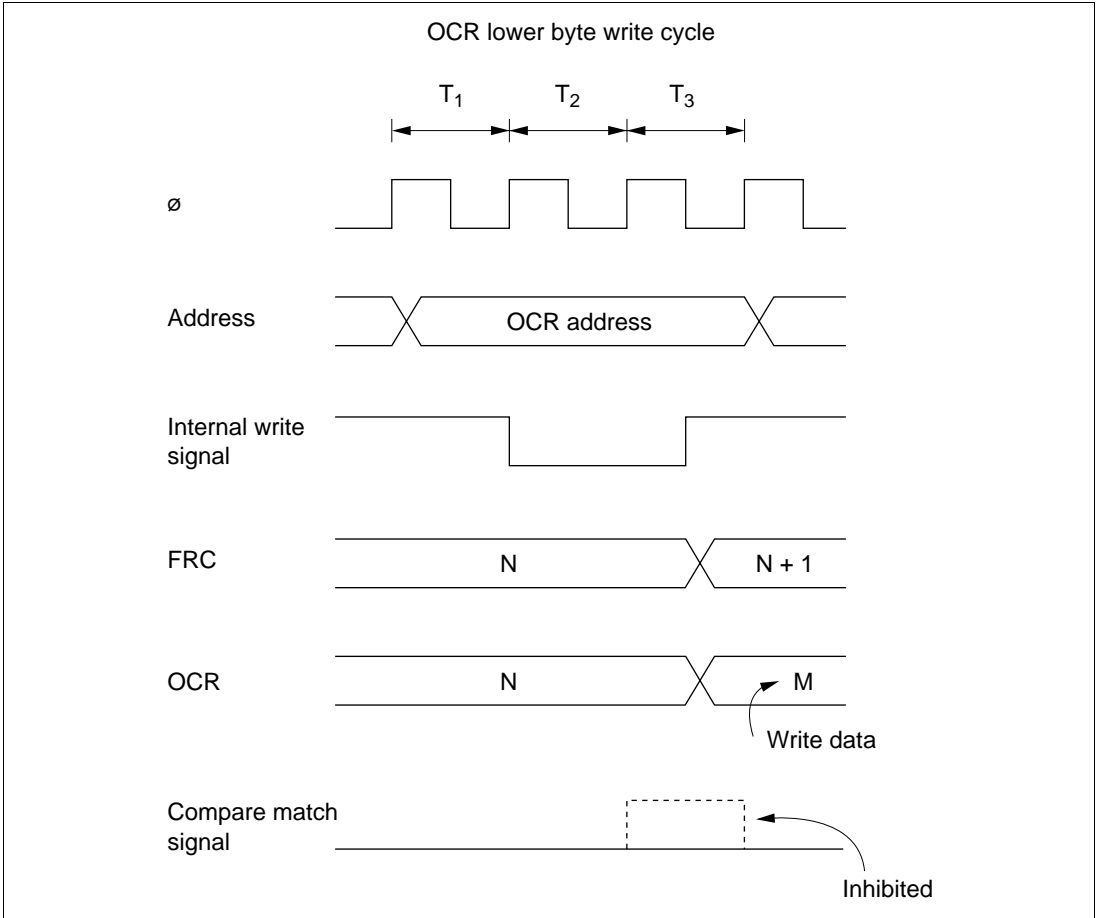 OCR lower byte write cycle
T₁ T₂ T₃
ø
Address OCR address
Internal write
signal
FRC N N + 1
OCR N M
Write data
Compare match
signal
Inhibited